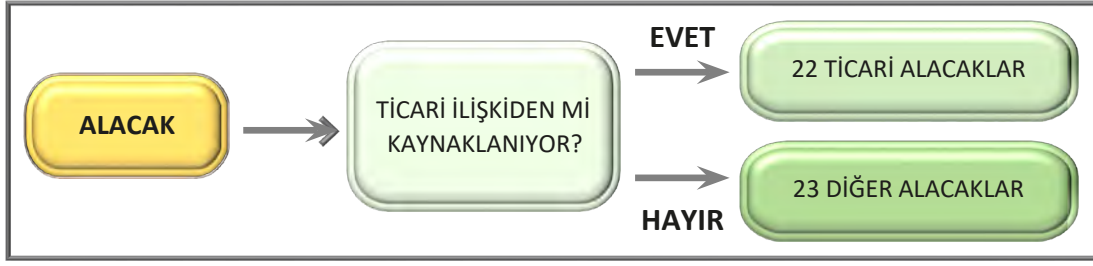 ALACAK
TİCARİ İLİŞKİDEN Mİ
KAYNAKLANIYOR?
EVET
22 TİCARİ ALACAKLAR
HAYIR
23 DİĞER ALACAKLAR